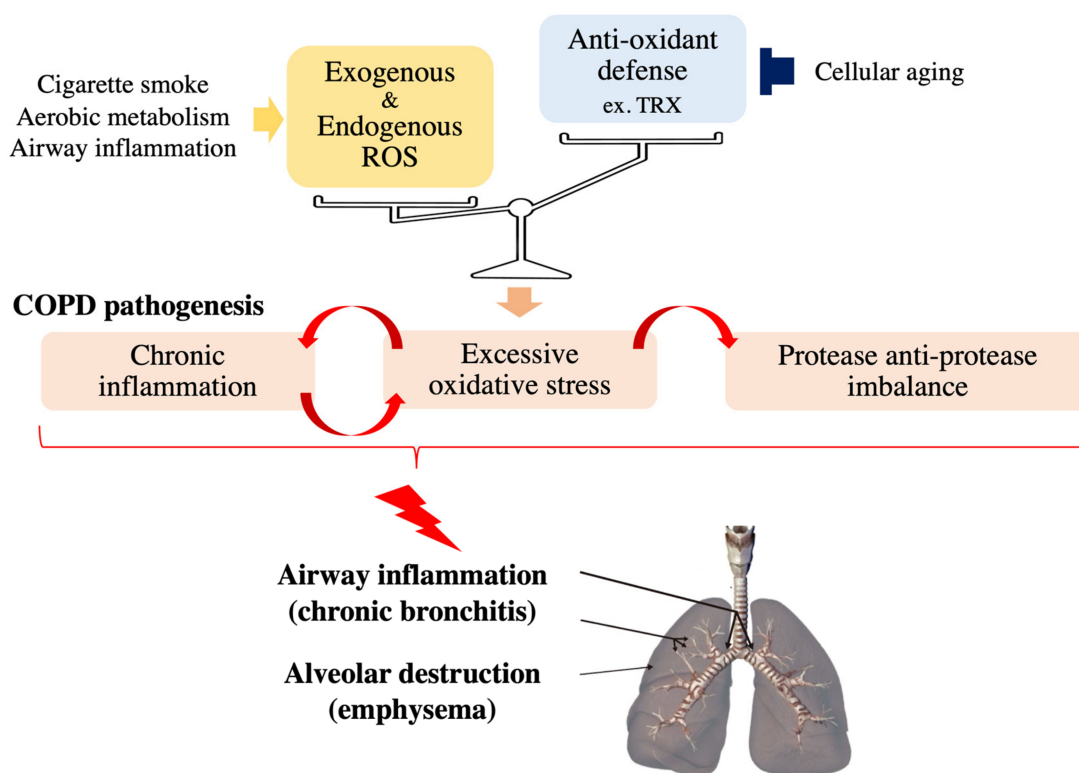 Cigarette smoke
Aerobic metabolism
Airway inflammation
Exogenous
&
Endogenous
ROS
Anti-oxidant
defense
ex. TRX
Cellular aging
COPD pathogenesis
Chronic
inflammation
Excessive
oxidative stress
Protease anti-protease
imbalance
Airway inflammation
(chronic bronchitis)
Alveolar destruction
(emphysema)